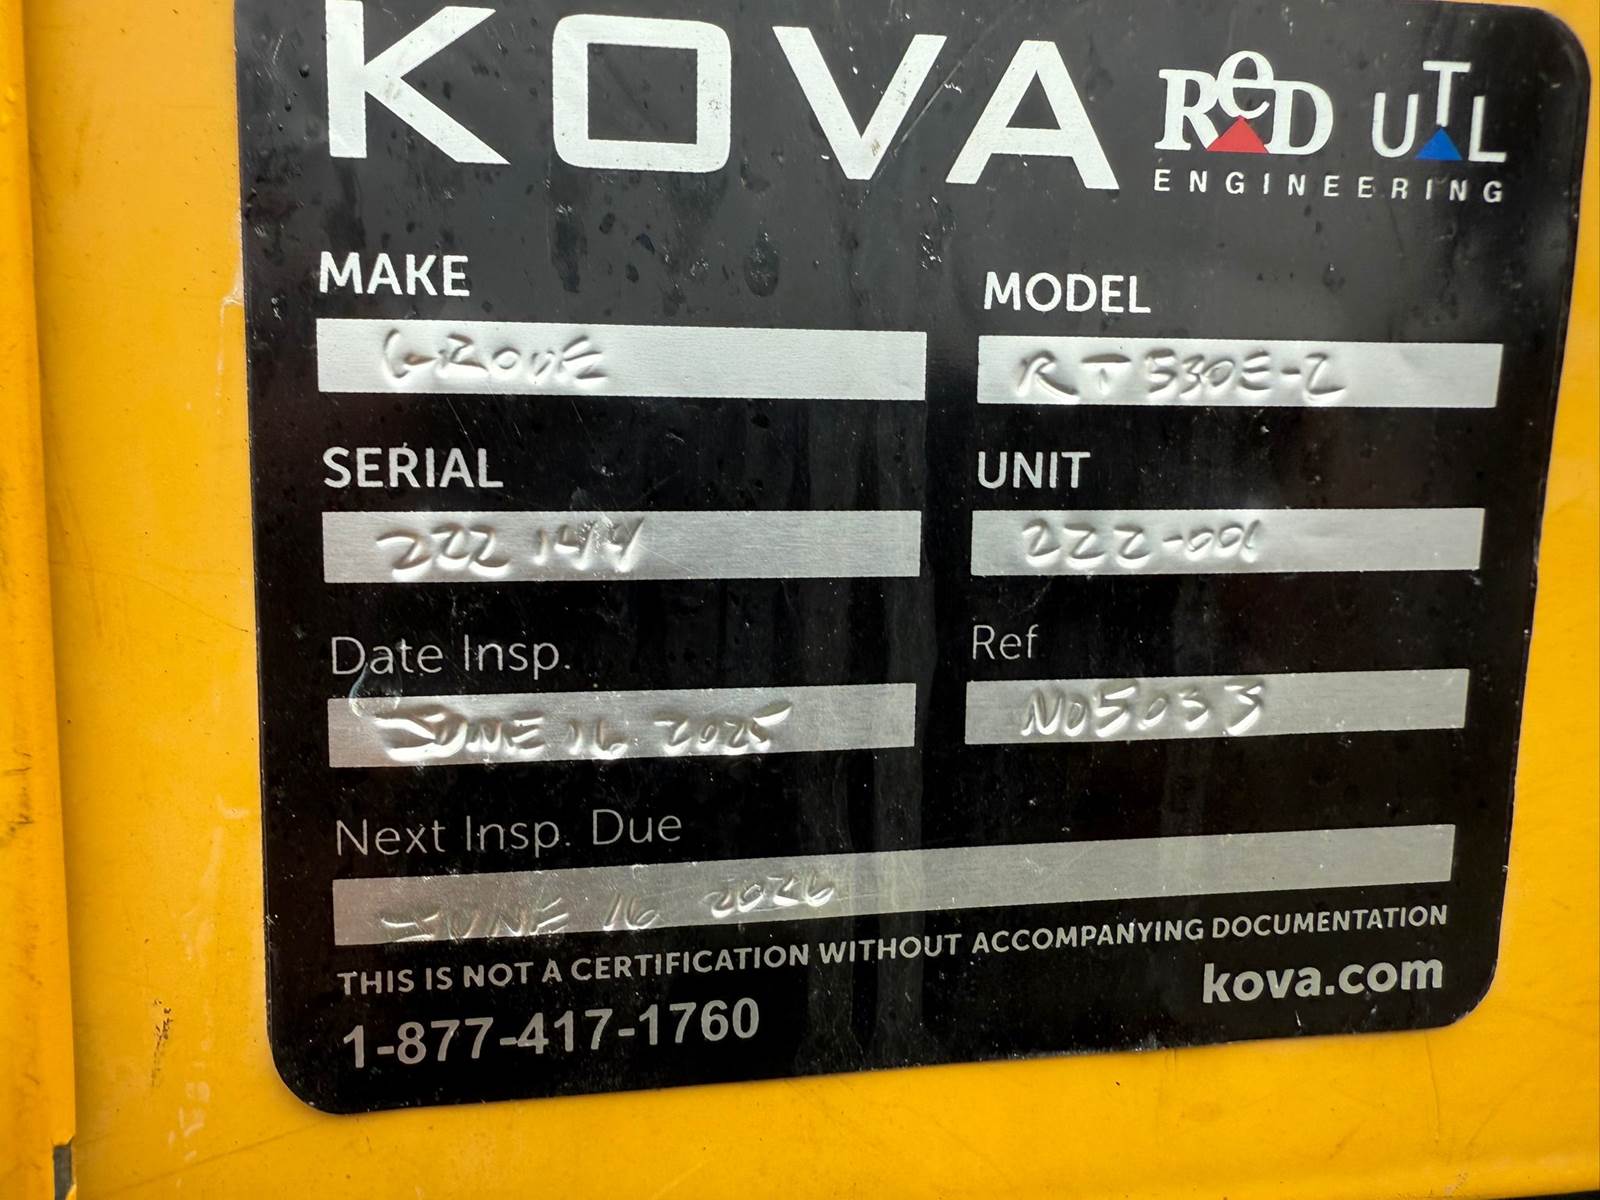 KOVA ReD UTL
ENGINEERING
MAKE MODEL
GROVE RT530E-2
SERIAL UNIT
222144 222-001
Date Insp. Ref
JUNE 16 2025 N05033
Next Insp. Due
JUNE 16 2026
THIS IS NOT A CERTIFICATION WITHOUT ACCOMPANYING DOCUMENTATION
1-877-417-1760 kova.com